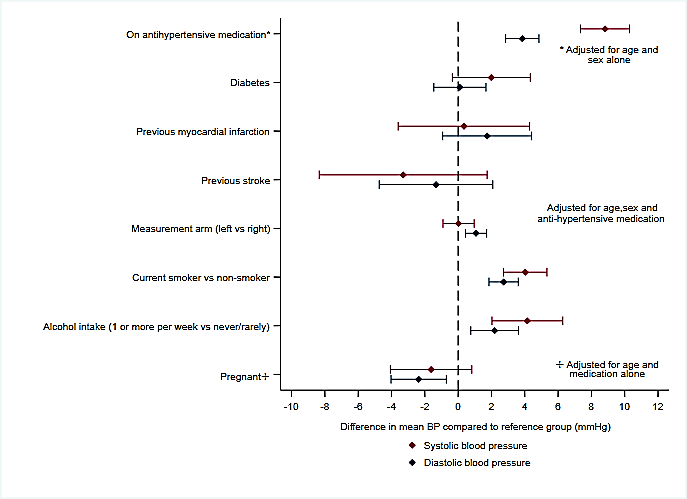 On antihypertensive medication*
* Adjusted for age and
sex alone
Diabetes
Previous myocardial infarction
Previous stroke
Adjusted for age,sex and
anti-hypertensive medication
Measurement arm (left vs right)
Current smoker vs non-smoker
Alcohol intake (1 or more per week vs never/rarely)
Pregnant✢
✢ Adjusted for age and
medication alone
-10 -8 -6 -4 -2 0 2 4 6 8 10 12
Difference in mean BP compared to reference group (mmHg)
Systolic blood pressure
Diastolic blood pressure